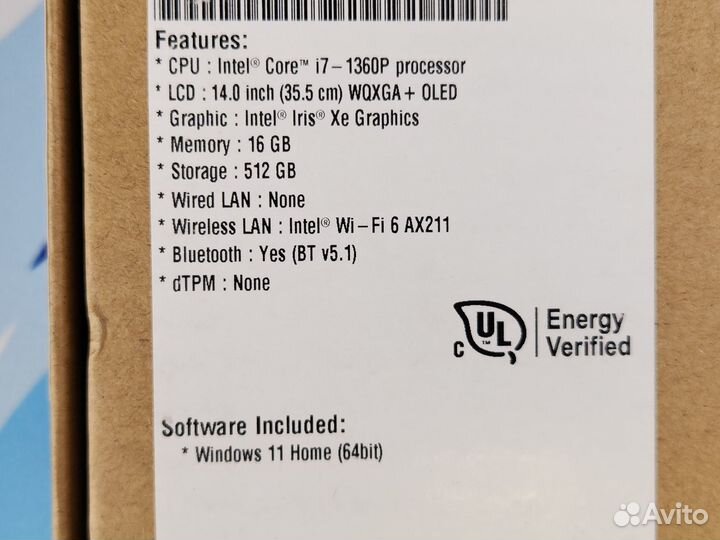 Features:
* CPU : Intel® Core™ i7-1360P processor
* LCD : 14.0 inch (35.5 cm) WQXGA+ OLED
* Graphic : Intel® Iris® Xe Graphics
* Memory : 16 GB
* Storage : 512 GB
* Wired LAN : None
* Wireless LAN : Intel® Wi-Fi 6 AX211
* Bluetooth : Yes (BT v5.1)
* dTPM : None
c UL™ Energy
Verified
Software Included:
* Windows 11 Home (64bit)
Avito